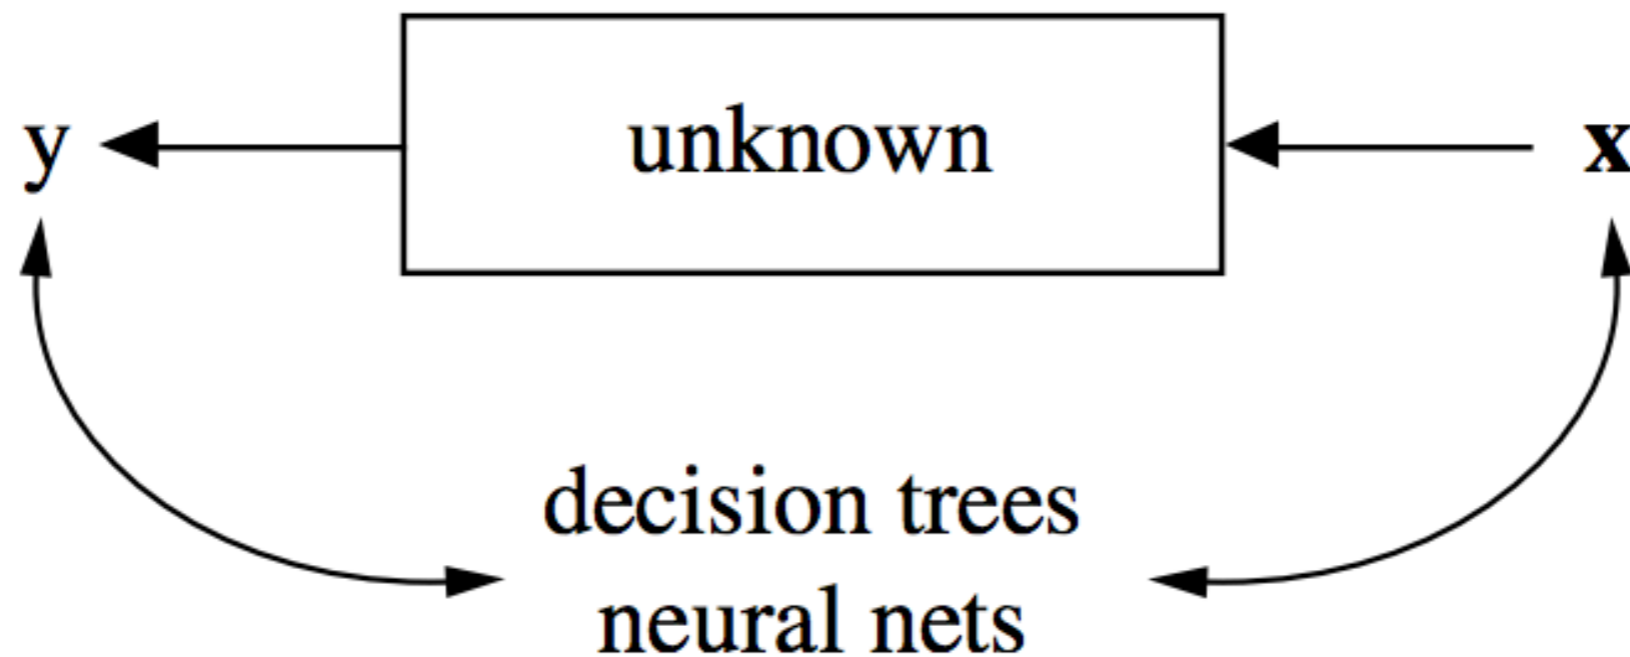 y unknown x
decision trees
neural nets